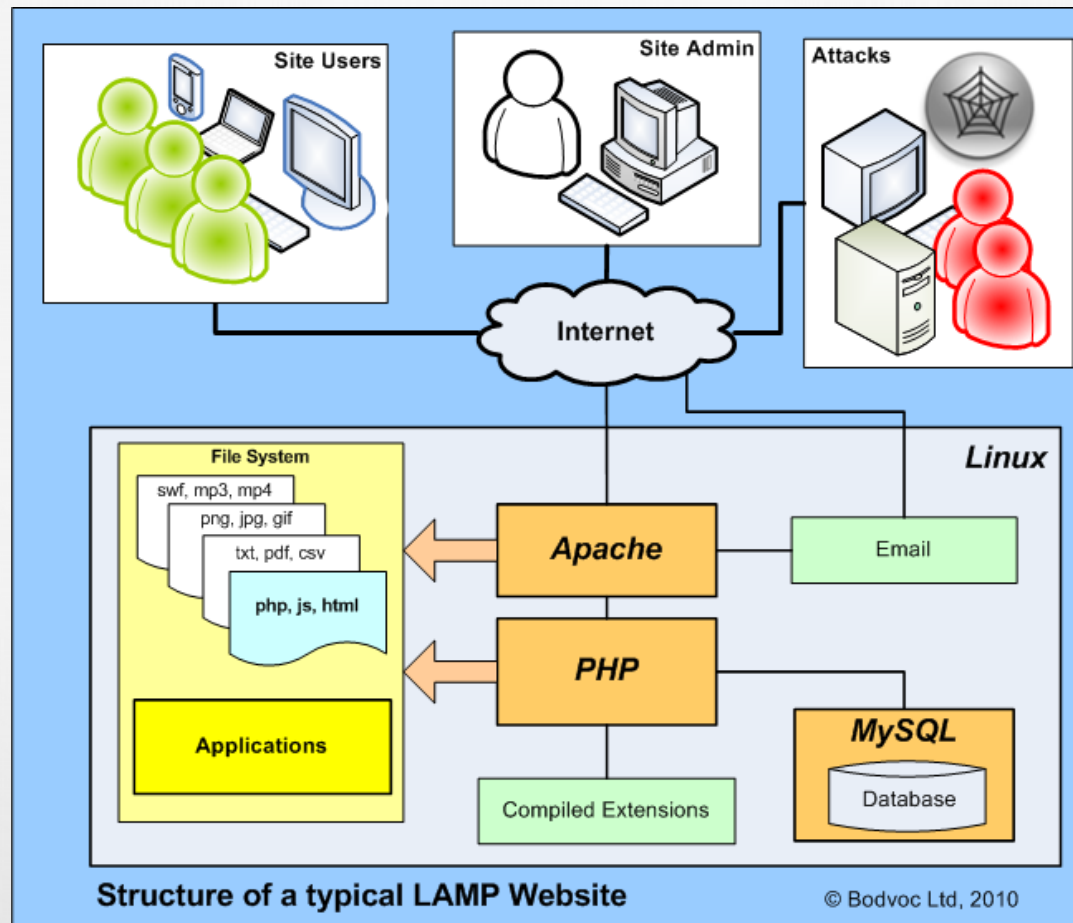 Site Users
Site Admin
Attacks
Internet
Linux
File System
swf, mp3, mp4
png, jpg, gif
txt, pdf, csv
php, js, html
Applications
Apache
Email
PHP
Compiled Extensions
MySQL
Database
Structure of a typical LAMP Website
© Bodvoc Ltd, 2010